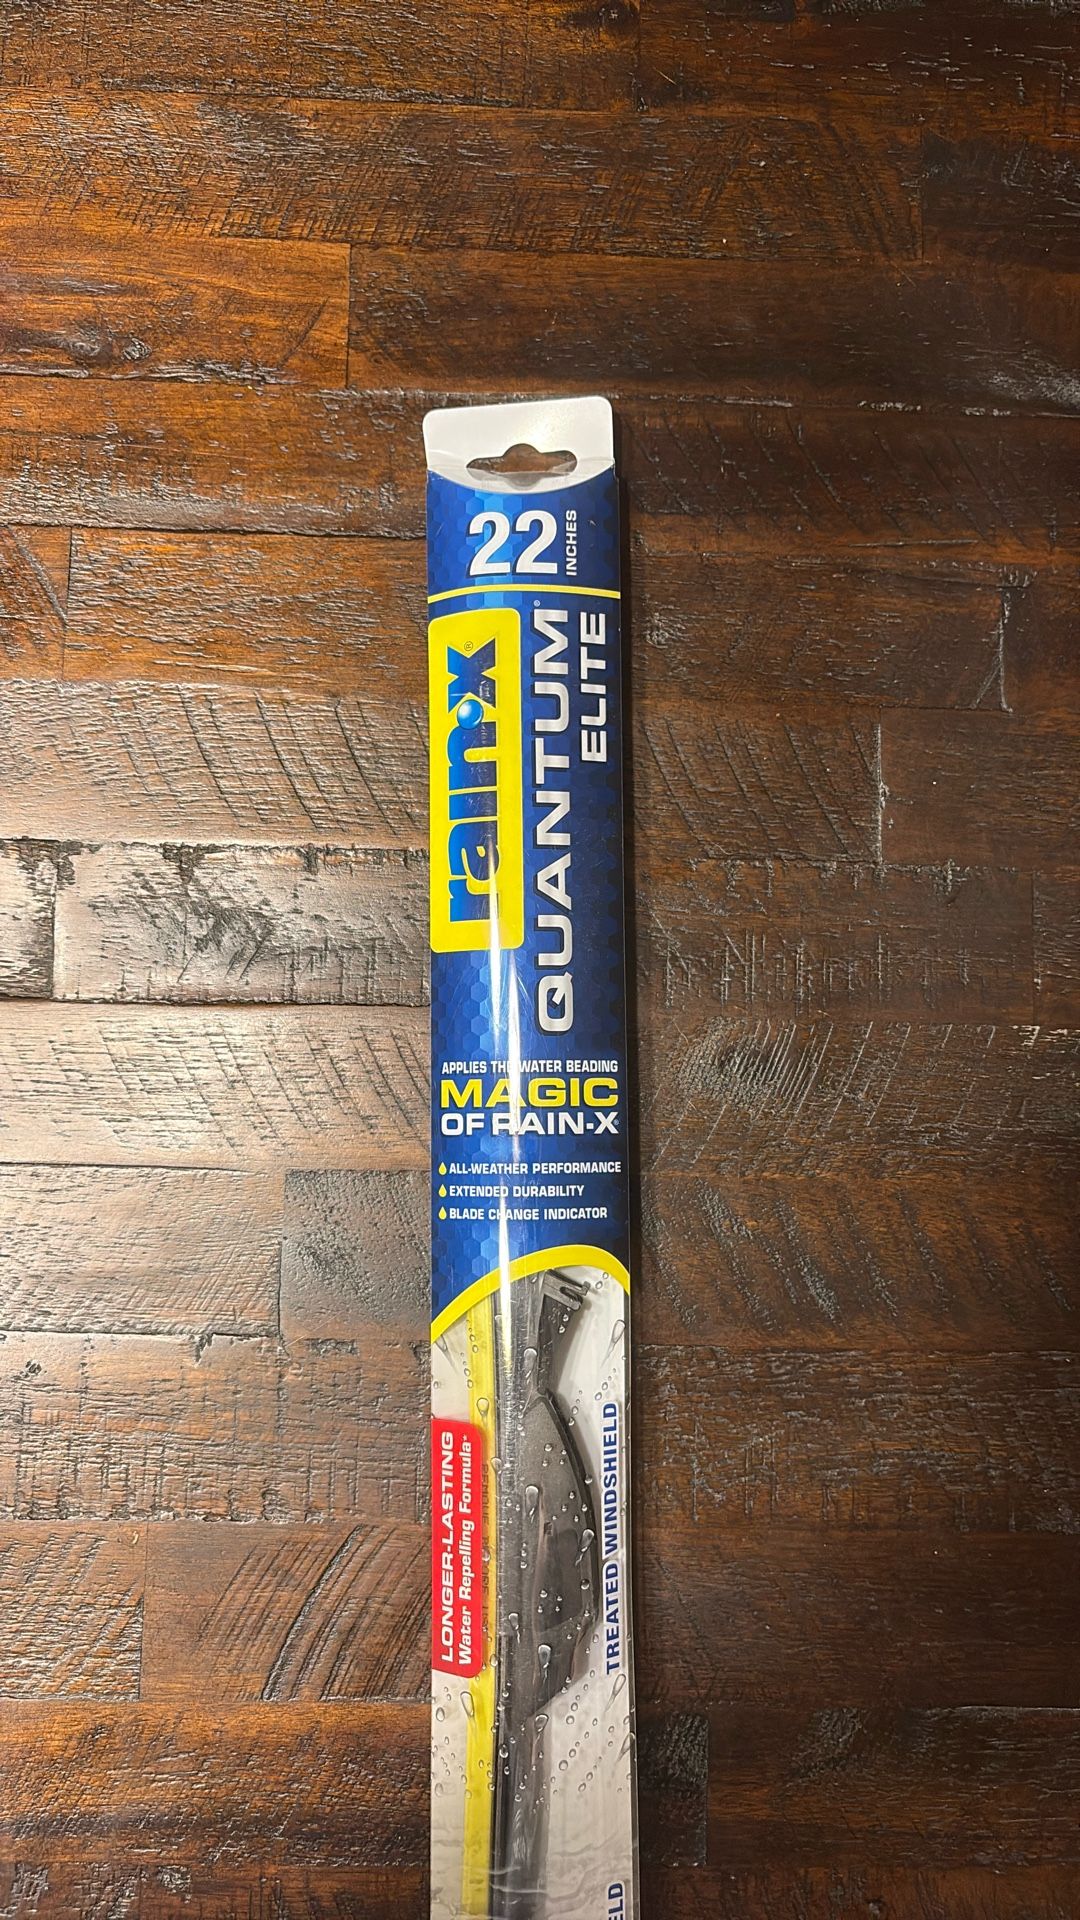 22
INCHES
rain-x®
QUANTUM®
ELITE
APPLIES THE WATER BEADING
MAGIC
OF RAIN-X®
ALL-WEATHER PERFORMANCE
EXTENDED DURABILITY
BLADE CHANGE INDICATOR
LONGER-LASTING
Water Repelling Formula*
TREATED WINDSHIELD